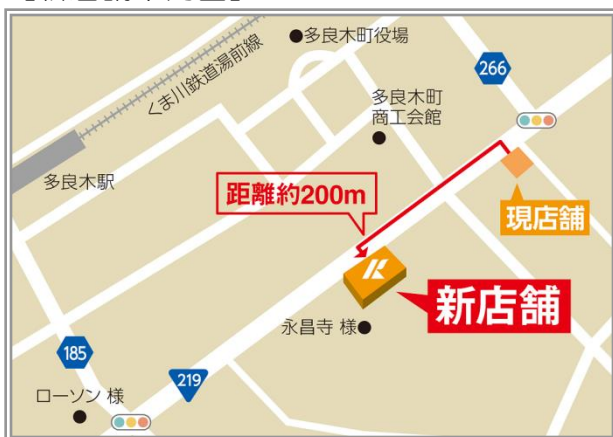 多良木町役場
266
くま川鉄道湯前線
多良木町
商工会館
多良木駅
距離約200m
現店舗
K
新店舗
永昌寺 様
185
219
ローソン 様